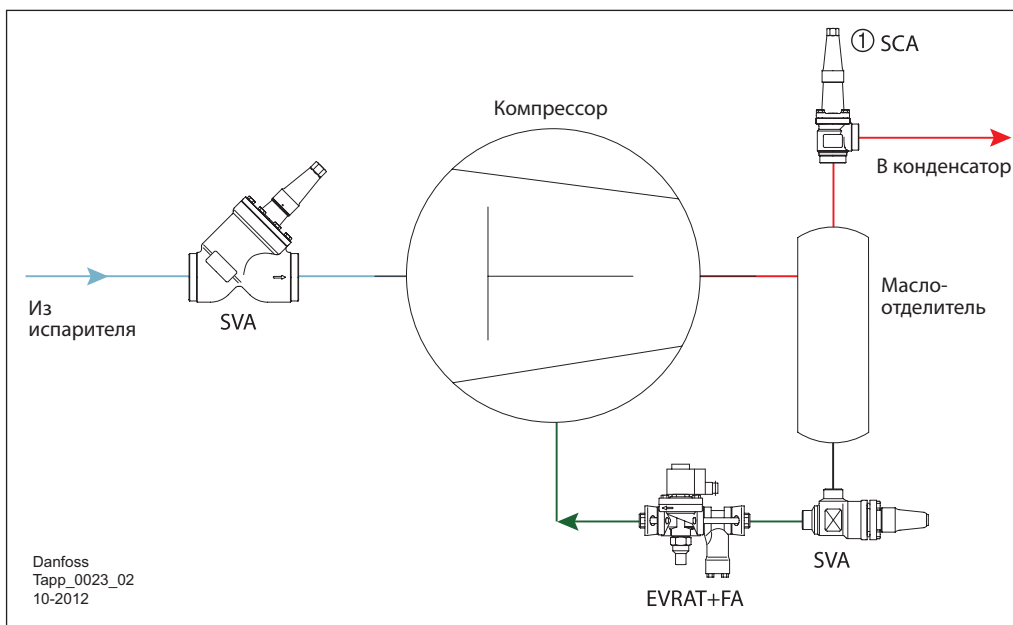 ① SCA
Компрессор
В конденсатор
Из
испарителя
SVA
Масло-
отделитель
SVA
EVRAT+FA
Danfoss
Tapp_0023_02
10-2012